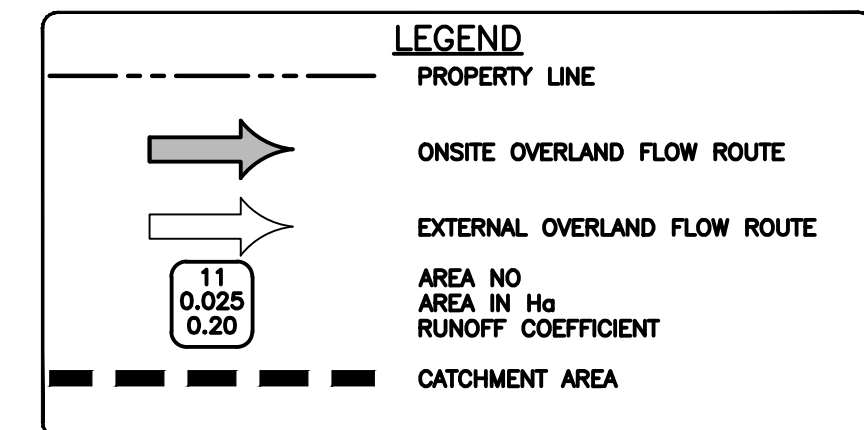 LEGEND
PROPERTY LINE
ONSITE OVERLAND FLOW ROUTE
EXTERNAL OVERLAND FLOW ROUTE
11
0.025
0.20
AREA NO
AREA IN Ha
RUNOFF COEFFICIENT
CATCHMENT AREA